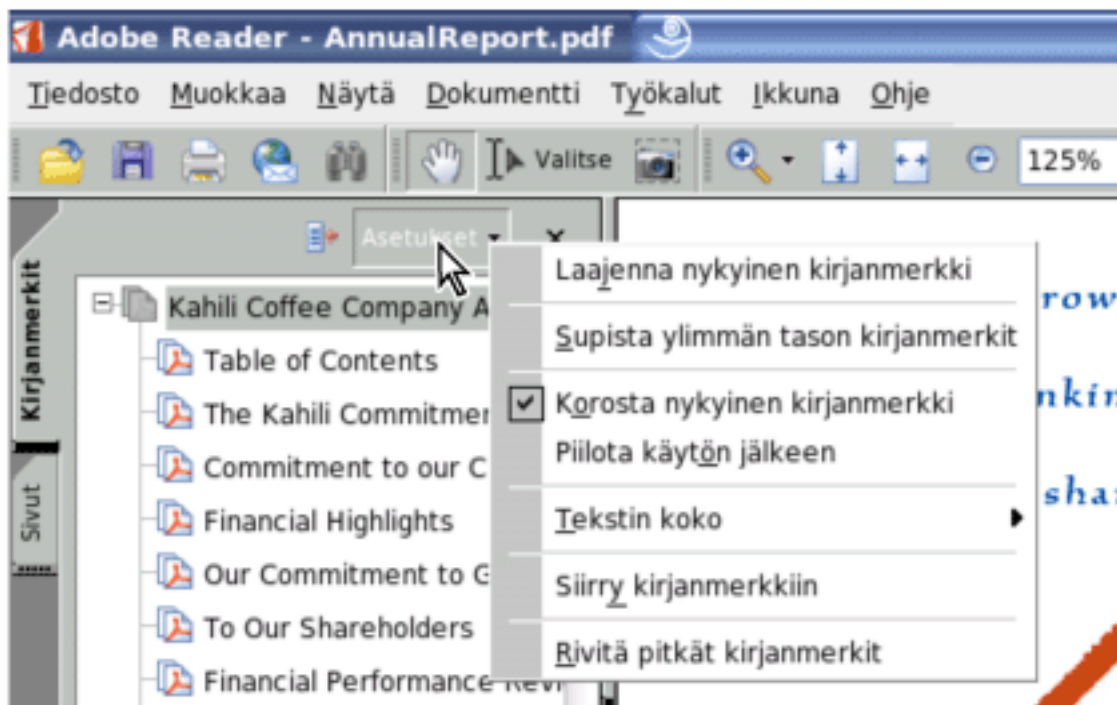 Adobe Reader - AnnualReport.pdf
Tiedosto Muokkaa Näytä Dokumentti Työkalut Ikkuna Ohje
Valitse 125%
Asetukset
Kirjanmerkit
Sivut
Kahili Coffee Company A
Table of Contents
The Kahili Commitmen
Commitment to our C
Financial Highlights
Our Commitment to G
To Our Shareholders
Financial Performance Revi
Laajenna nykyinen kirjanmerkki
Supista ylimmän tason kirjanmerkit
Korosta nykyinen kirjanmerkki
Piilota käytön jälkeen
Tekstin koko
Siirry kirjanmerkkiin
Rivitä pitkät kirjanmerkit
row
nkin
shar